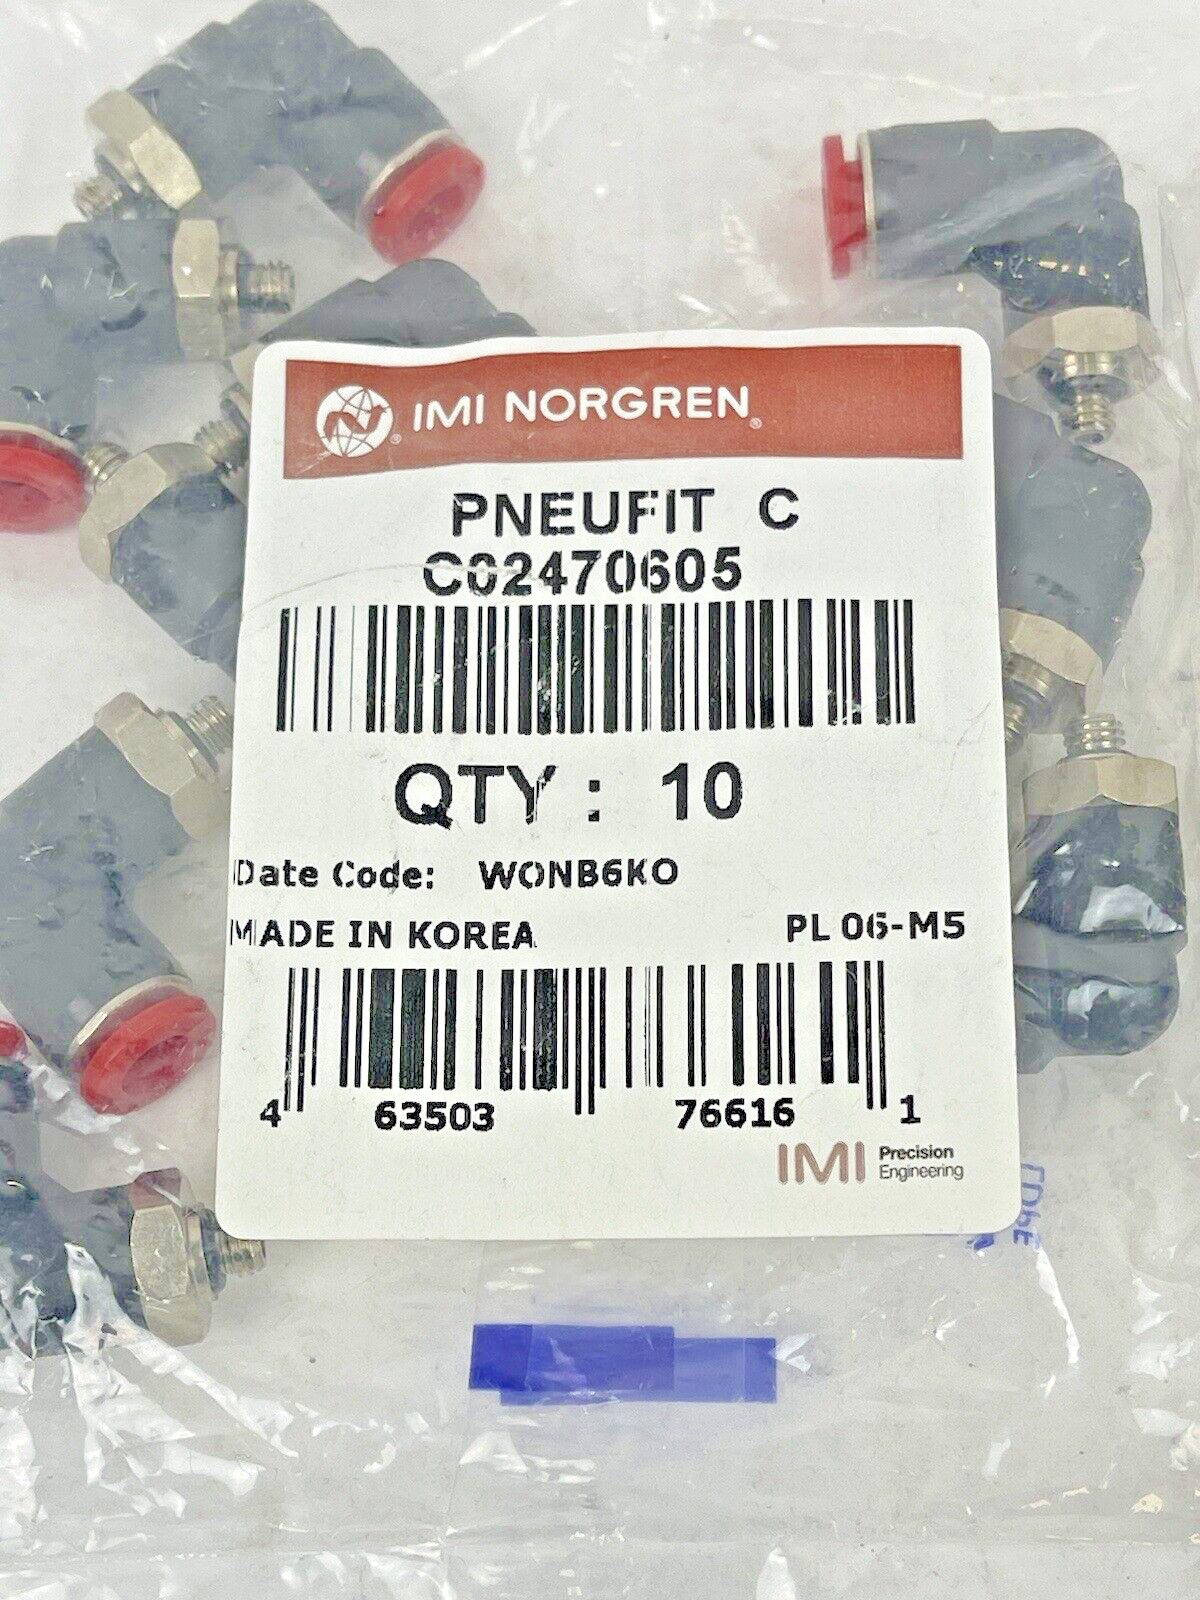 IMI NORGREN®
PNEUFIT C
C02470605
QTY : 10
Date Code: WONB6KO
MADE IN KOREA PL 06-M5
4 63503 76616 1
IMI Precision
Engineering
LDPE